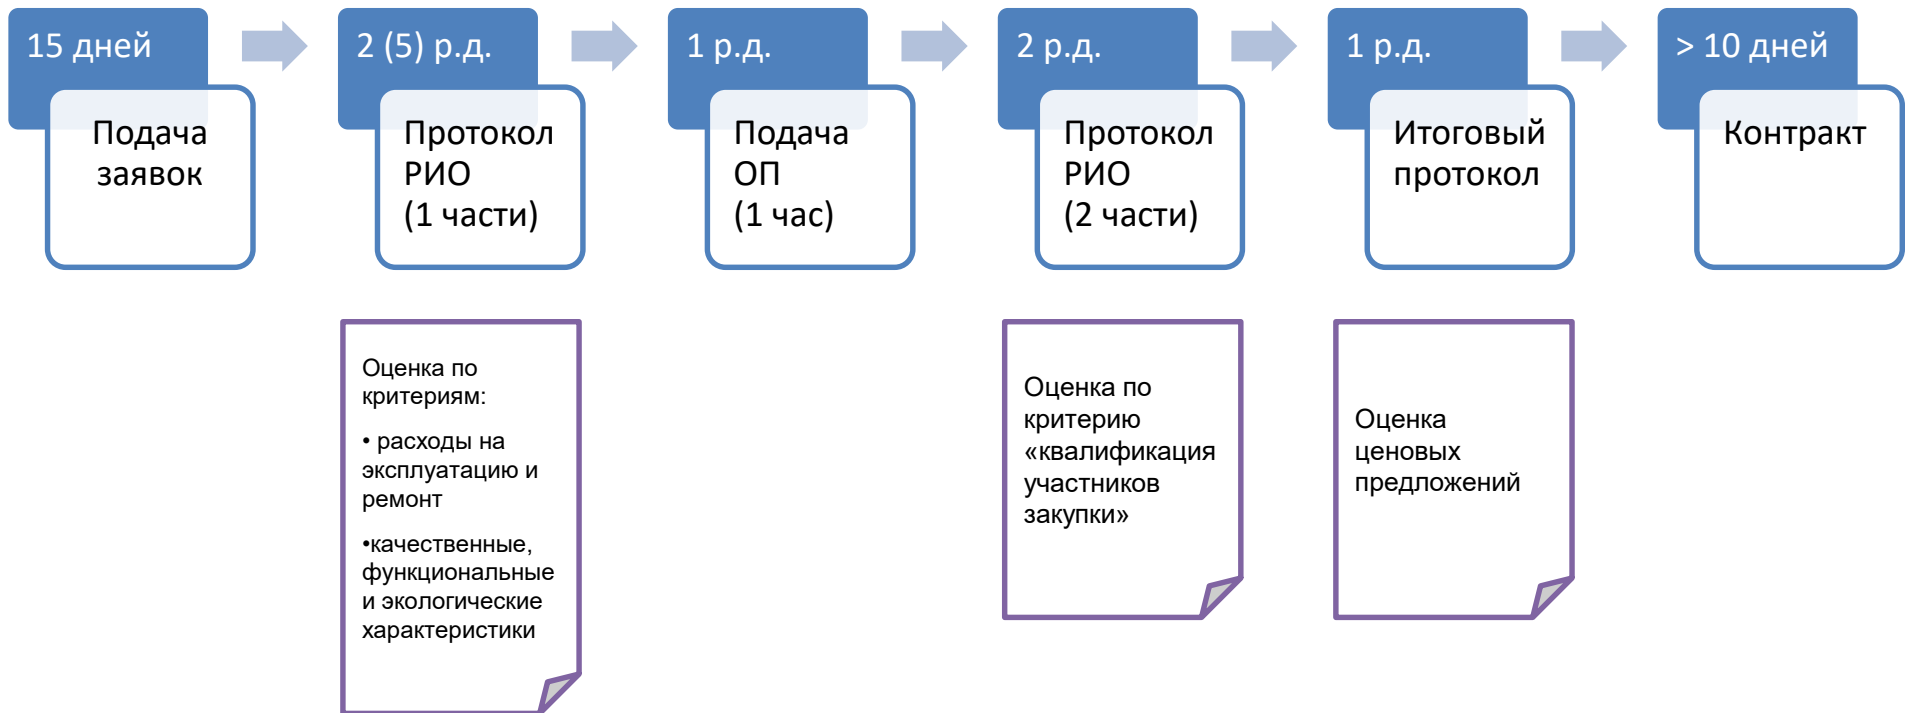 15 дней
Подача
заявок
2 (5) р.д.
Протокол
РИО
(1 части)
1 р.д.
Подача
ОП
(1 час)
2 р.д.
Протокол
РИО
(2 части)
1 р.д.
Итоговый
протокол
> 10 дней
Контракт
Оценка по
критериям:
• расходы на
эксплуатацию и
ремонт
•качественные,
функциональные
и экологические
характеристики
Оценка по
критерию
«квалификация
участников
закупки»
Оценка
ценовых
предложений